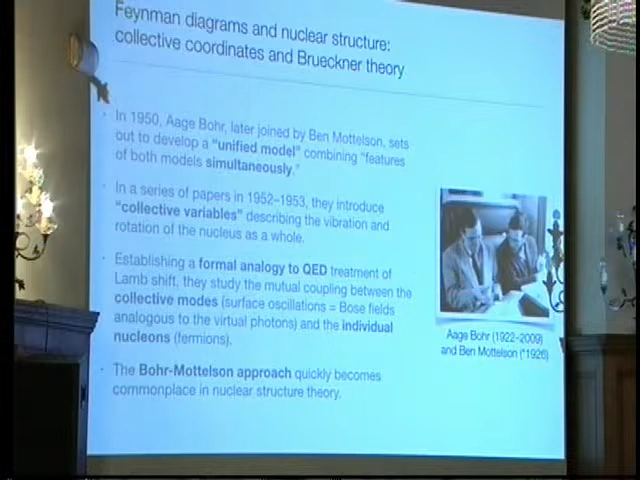 Feynman diagrams and nuclear structure:
collective coordinates and Brueckner theory
· In 1950, Aage Bohr, later joined by Ben Mottelson, sets
out to develop a "unified model" combining "features
of both models simultaneously."
· In a series of papers in 1952–1953, they introduce
"collective variables" describing the vibration and
rotation of the nucleus as a whole.
· Establishing a formal analogy to QED treatment of
Lamb shift, they study the mutual coupling between the
collective modes (surface oscillations = Bose fields
analogous to the virtual photons) and the individual
nucleons (fermions).
· The Bohr-Mottelson approach quickly becomes
commonplace in nuclear structure theory.
Aage Bohr (1922–2009)
and Ben Mottelson (*1926)